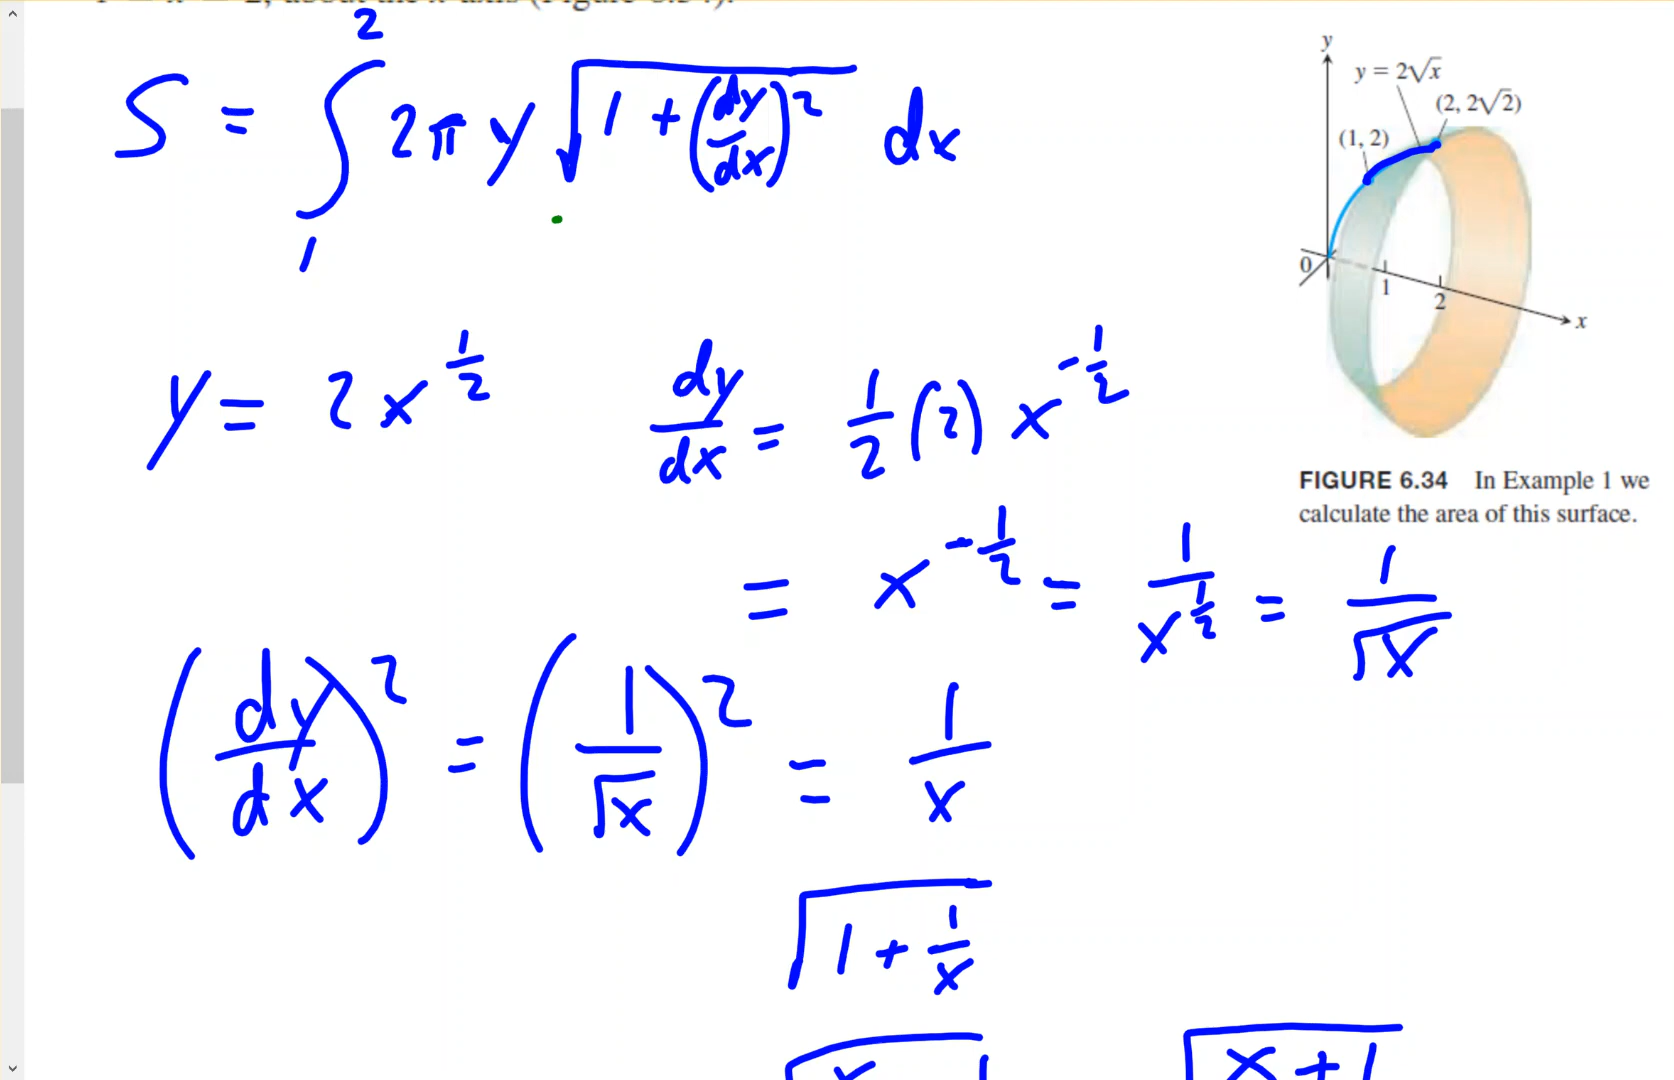 S = ∫₁² 2π y √(1 + (dy/dx)²) dx
y = 2x^(1/2)
dy/dx = 1/2 (2) x^(-1/2)
= x^(-1/2) = 1/x^(1/2) = 1/√x
(dy/dx)² = (1/√x)² = 1/x
√(1 + 1/x)
√(x + 1
y
y = 2√x
(2, 2√2)
(1, 2)
0
1
2
x
FIGURE 6.34 In Example 1 we
calculate the area of this surface.